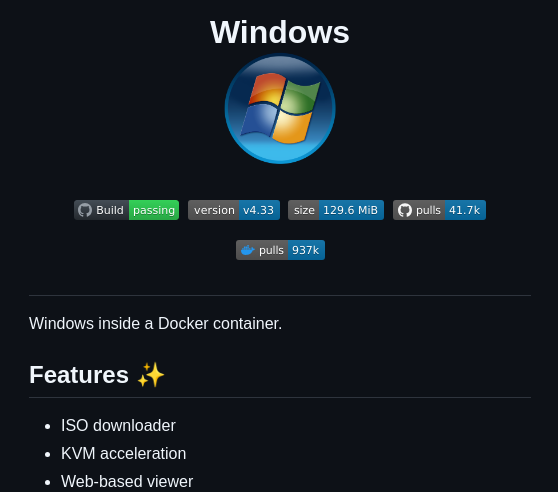 Windows
Build passing version v4.33 size 129.6 MiB pulls 41.7k
pulls 937k
Windows inside a Docker container.
Features ✨
• ISO downloader
• KVM acceleration
• Web-based viewer